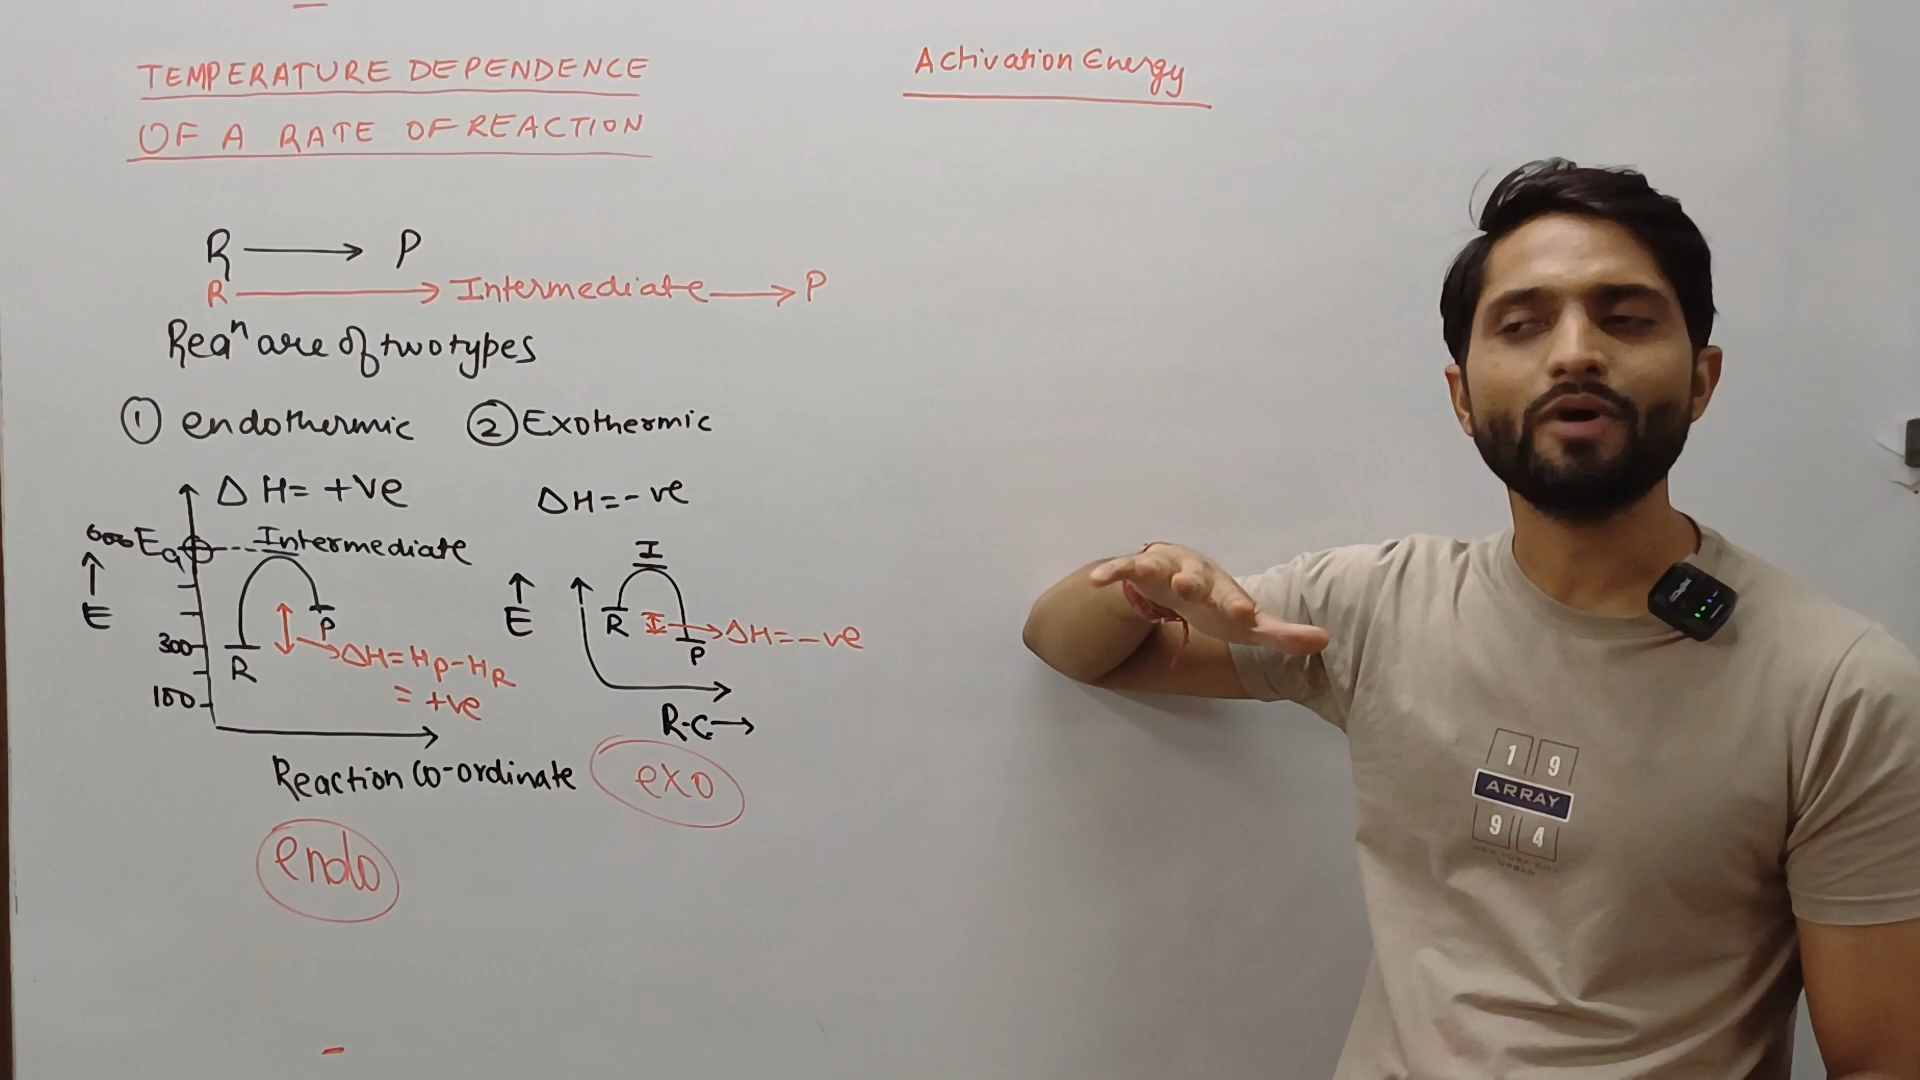 TEMPERATURE DEPENDENCE
OF A RATE OF REACTION
R → P
R → Intermediate → P
Reaⁿ are of two types
① endothermic ② Exothermic
Δ H = +ve
ΔH = -ve
Ea
Intermediate
P
R
E
300
100
ΔH = HP - HR
= +ve
Reaction Co-ordinate
endo
I
R
P
E
ΔH = -ve
R-C →
exo
Activation Energy
1 9
ARRAY
9 4